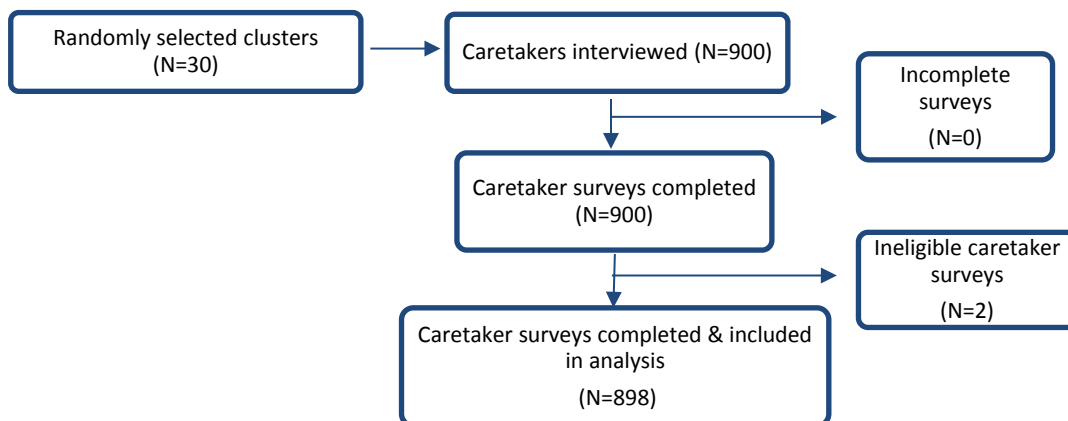 Randomly selected clusters
(N=30)
Caretakers interviewed (N=900)
Incomplete
surveys
(N=0)
Caretaker surveys completed
(N=900)
Ineligible caretaker
surveys
(N=2)
Caretaker surveys completed & included
in analysis
(N=898)